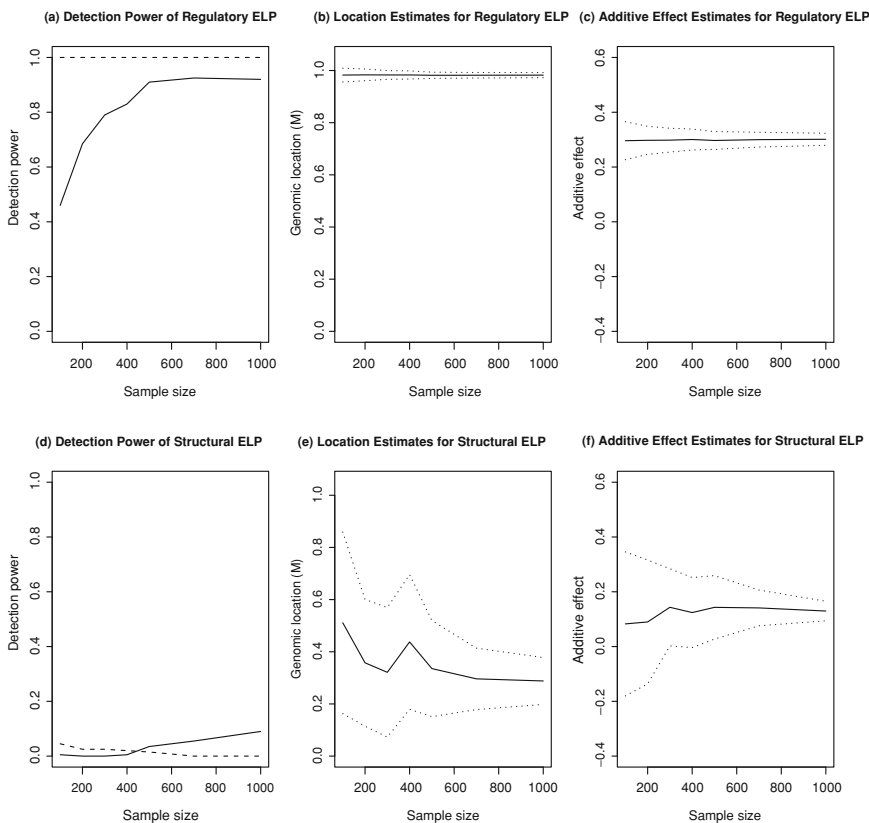 (a) Detection Power of Regulatory ELP
(b) Location Estimates for Regulatory ELP
(c) Additive Effect Estimates for Regulatory ELP
Detection power
0.0 0.2 0.4 0.6 0.8 1.0
200 400 600 800 1000
Sample size
Genomic location (M)
0.0 0.2 0.4 0.6 0.8 1.0
200 400 600 800 1000
Sample size
Additive effect
−0.4 −0.2 0.0 0.2 0.4 0.6
200 400 600 800 1000
Sample size
(d) Detection Power of Structural ELP
(e) Location Estimates for Structural ELP
(f) Additive Effect Estimates for Structural ELP
Detection power
0.0 0.2 0.4 0.6 0.8 1.0
200 400 600 800 1000
Sample size
Genomic location (M)
0.0 0.2 0.4 0.6 0.8 1.0
200 400 600 800 1000
Sample size
Additive effect
−0.4 −0.2 0.0 0.2 0.4 0.6
200 400 600 800 1000
Sample size